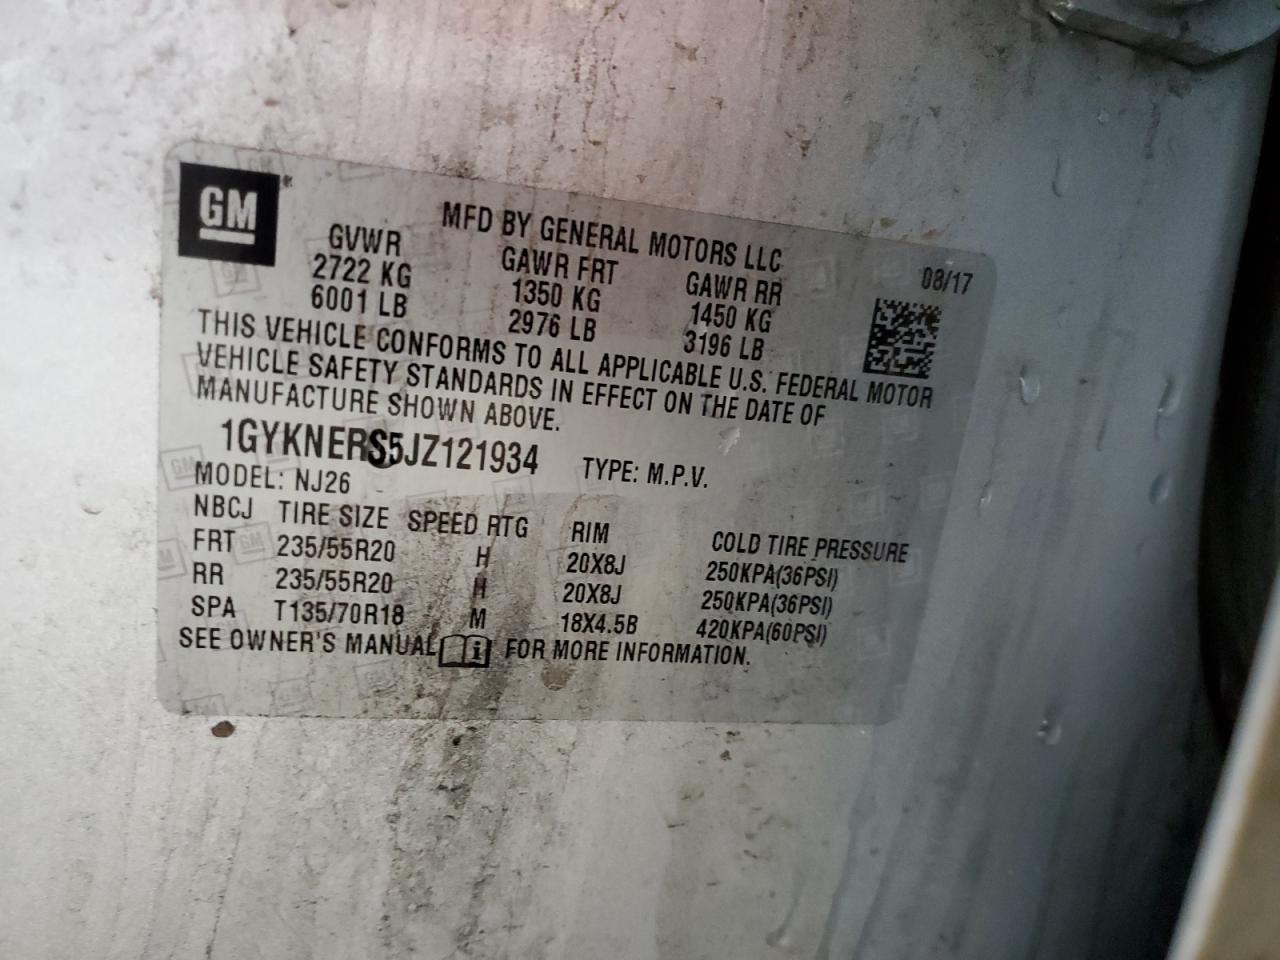 GM
MFD BY GENERAL MOTORS LLC
08/17
GVWR GAWR FRT GAWR RR
2722 KG 1350 KG 1450 KG
6001 LB 2976 LB 3196 LB
THIS VEHICLE CONFORMS TO ALL APPLICABLE U.S. FEDERAL MOTOR
VEHICLE SAFETY STANDARDS IN EFFECT ON THE DATE OF
MANUFACTURE SHOWN ABOVE.
1GYKNERS5JZ121934 TYPE: M.P.V.
MODEL: NJ26
NBCJ TIRE SIZE SPEED RTG RIM COLD TIRE PRESSURE
FRT 235/55R20 H 20X8J 250KPA(36PSI)
RR 235/55R20 H 20X8J 250KPA(36PSI)
SPA T135/70R18 M 18X4.5B 420KPA(60PSI)
SEE OWNER'S MANUAL i FOR MORE INFORMATION.